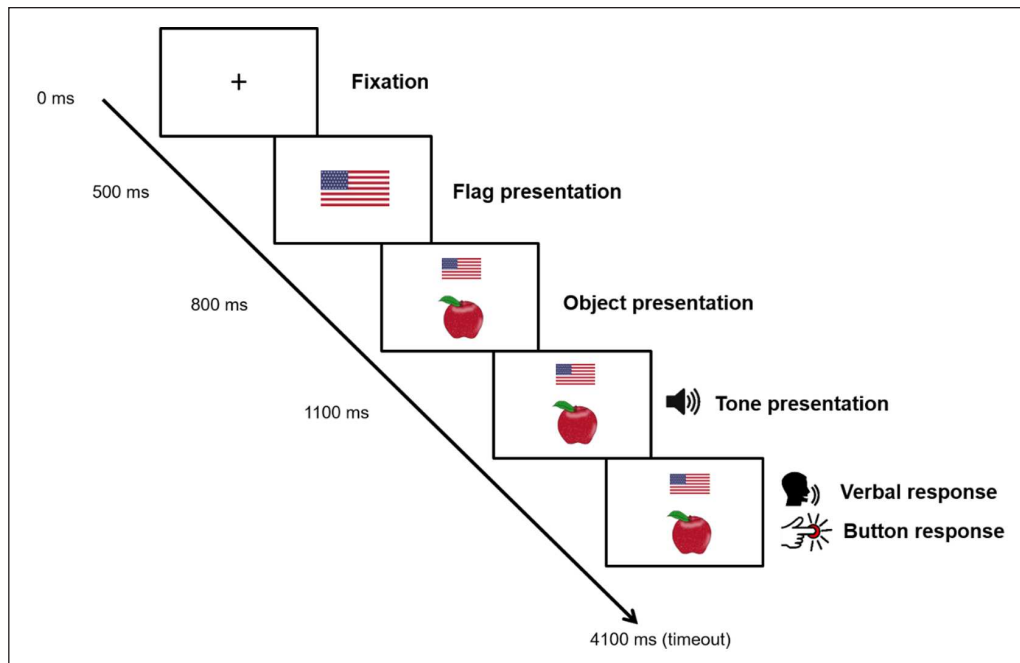 +
Fixation
0 ms
500 ms
Flag presentation
800 ms
Object presentation
1100 ms
Tone presentation
Verbal response
Button response
4100 ms (timeout)